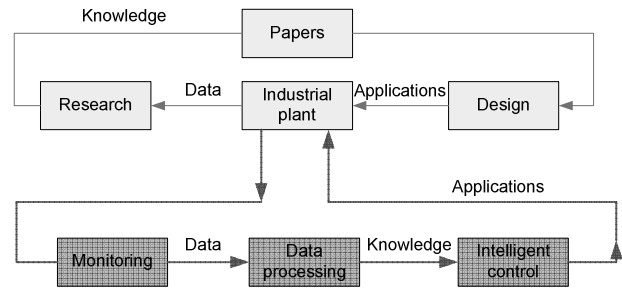 Knowledge
Papers
Research
Data
Industrial
plant
Applications
Design
Applications
Monitoring
Data
Data
processing
Knowledge
Intelligent
control